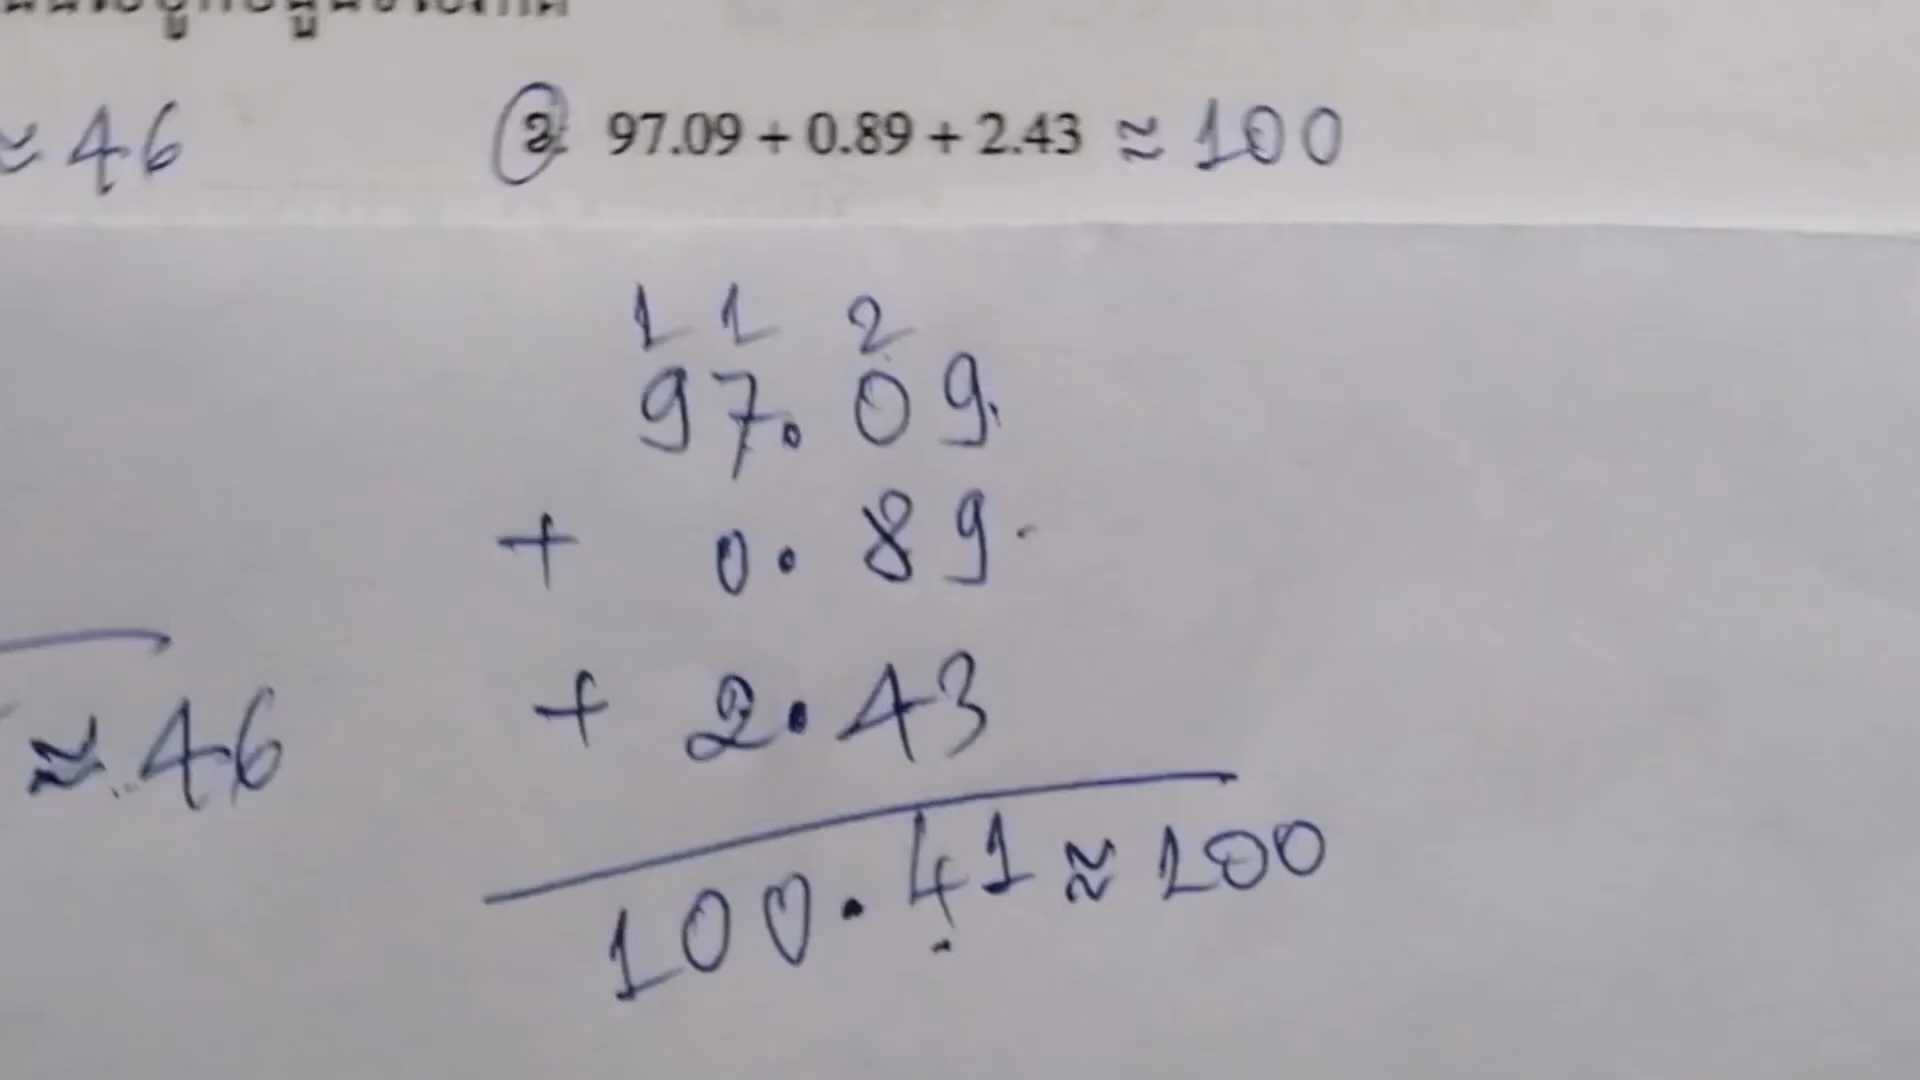 ≈ 46
2. 97.09 + 0.89 + 2.43 ≈ 100
1 1 2
97.09
+ 0.89
+ 2.43
100.41 ≈ 100
≈ 46